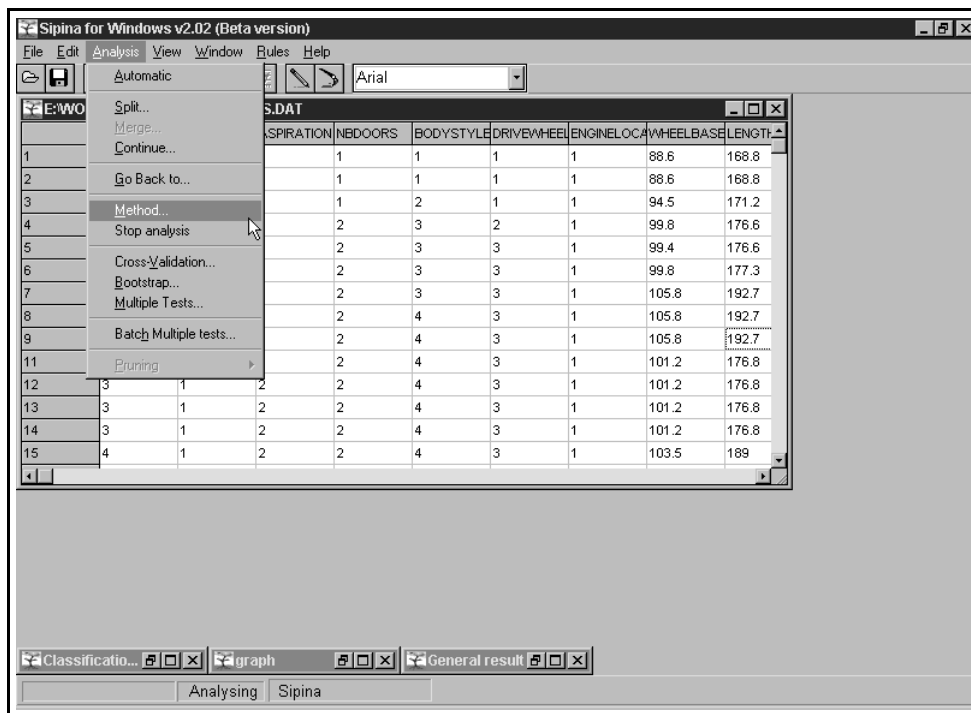 Sipina for Windows v2.02 (Beta version)
File Edit Analysis View Window Rules Help
Arial
Automatic
Split...
Merge...
Continue...
Go Back to...
Method...
Stop analysis
Cross-Validation...
Bootstrap...
Multiple Tests...
Batch Multiple tests...
Pruning
E:\WO S.DAT
SPIRATION NBDOORS BODYSTYLE DRIVEWHEEL ENGINELOCA WHEELBASE LENGTH
1 1 1 1 1 88.6 168.8
2 1 1 1 1 88.6 168.8
3 1 2 1 1 94.5 171.2
4 2 3 2 1 99.8 176.6
5 2 3 3 1 99.4 176.6
6 2 3 3 1 99.8 177.3
7 2 3 3 1 105.8 192.7
8 2 4 3 1 105.8 192.7
9 2 4 3 1 105.8 192.7
11 2 4 3 1 101.2 176.8
12 3 1 2 2 4 3 1 101.2 176.8
13 3 1 2 2 4 3 1 101.2 176.8
14 3 1 2 2 4 3 1 101.2 176.8
15 4 1 2 2 4 3 1 103.5 189
Classificatio... graph General result
Analysing Sipina